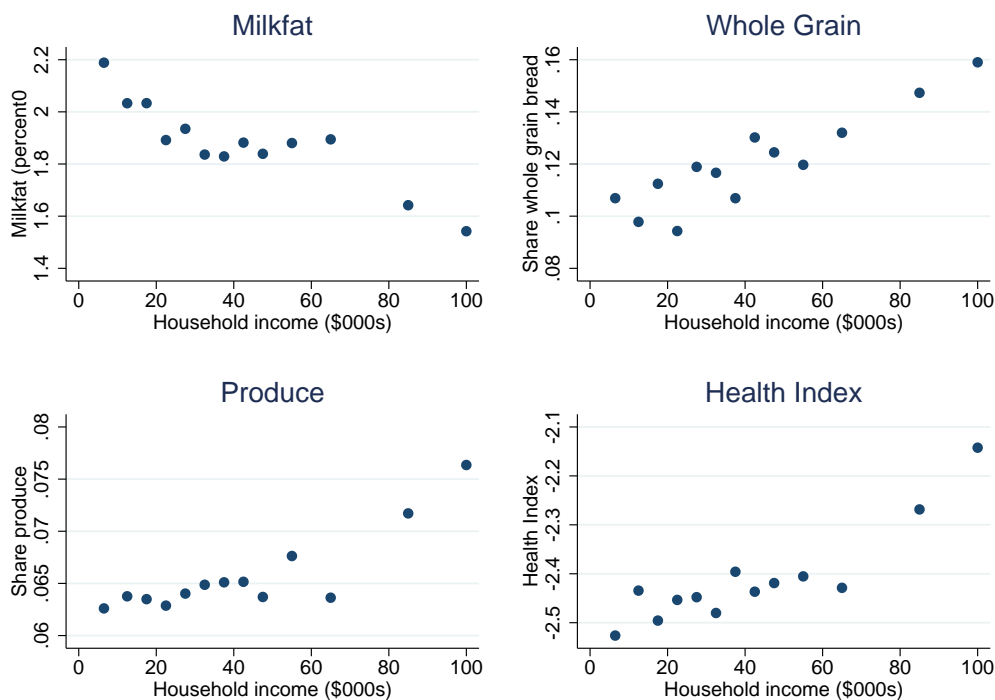 Milkfat
Milkfat (percent0
2.2
2
1.8
1.6
1.4
0 20 40 60 80 100
Household income ($000s)
Whole Grain
Share whole grain bread
.16
.14
.12
.1
.08
0 20 40 60 80 100
Household income ($000s)
Produce
Share produce
.08
.075
.07
.065
.06
0 20 40 60 80 100
Household income ($000s)
Health Index
Health Index
-2.1
-2.2
-2.3
-2.4
-2.5
0 20 40 60 80 100
Household income ($000s)